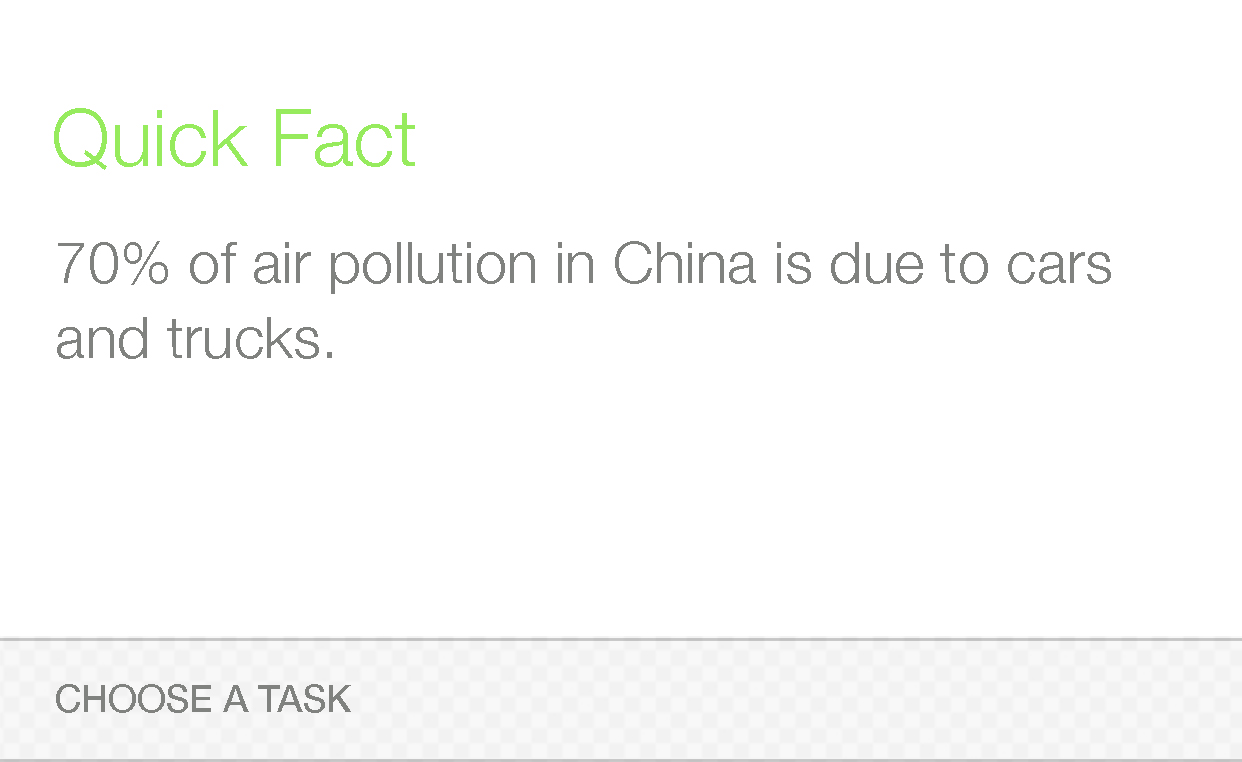 Quick Fact
70% of air pollution in China is due to cars
and trucks.
CHOOSE A TASK